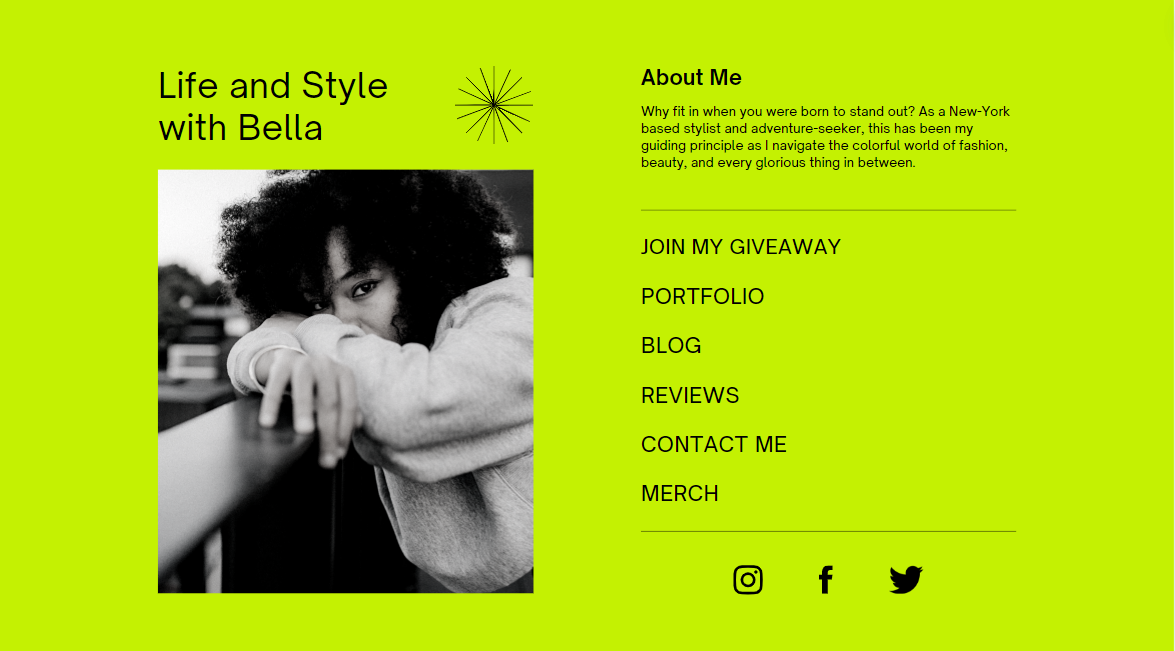 Life and Style
with Bella
About Me
Why fit in when you were born to stand out? As a New-York
based stylist and adventure-seeker, this has been my
guiding principle as I navigate the colorful world of fashion,
beauty, and every glorious thing in between.
JOIN MY GIVEAWAY
PORTFOLIO
BLOG
REVIEWS
CONTACT ME
MERCH